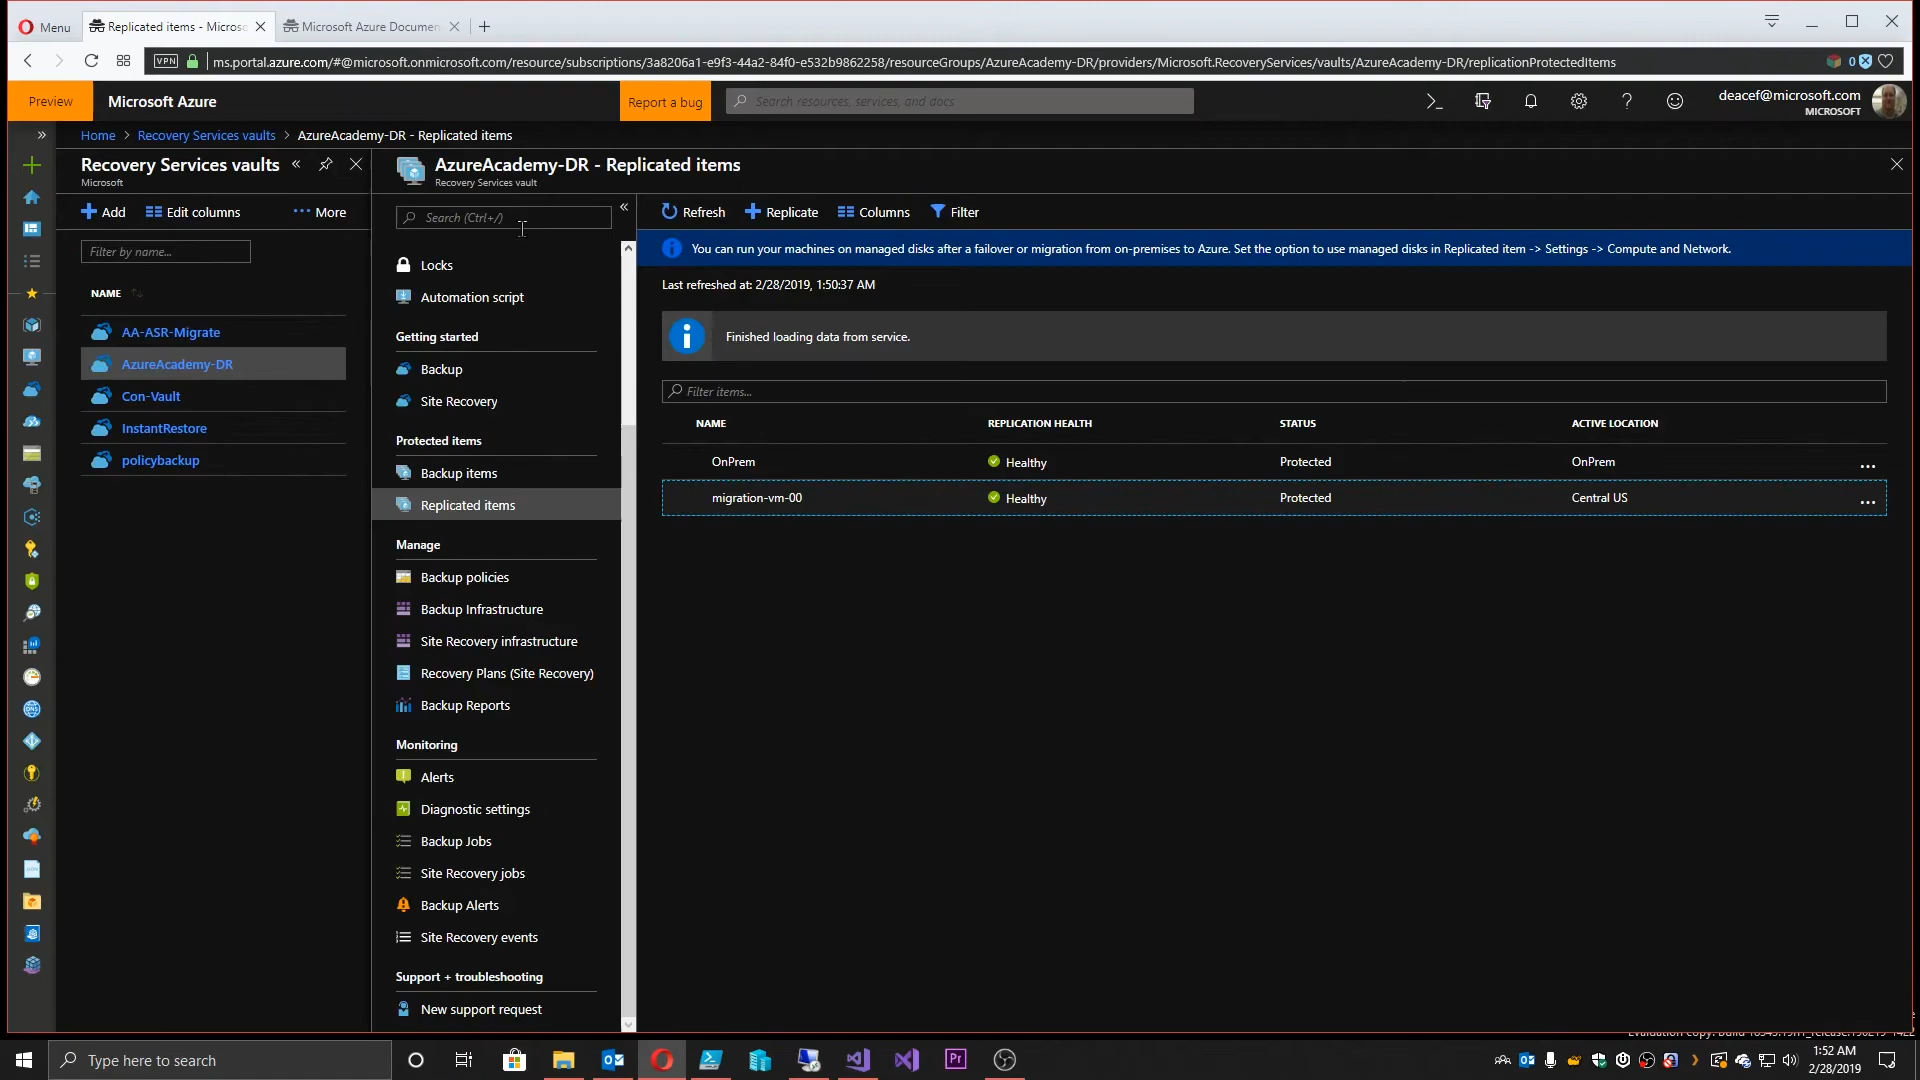 Menu
Replicated items - Microso
Microsoft Azure Documen
VPN
ms.portal.azure.com/#@microsoft.onmicrosoft.com/resource/subscriptions/3a8206a1-e9f3-44a2-84f0-e532b9862258/resourceGroups/AzureAcademy-DR/providers/Microsoft.RecoveryServices/vaults/AzureAcademy-DR/replicationProtectedItems
0
Preview
Microsoft Azure
Report a bug
Search resources, services, and docs
deacef@microsoft.com
MICROSOFT
Home > Recovery Services vaults > AzureAcademy-DR - Replicated items
Recovery Services vaults
Microsoft
Add
Edit columns
More
Filter by name...
NAME
AA-ASR-Migrate
AzureAcademy-DR
Con-Vault
InstantRestore
policybackup
AzureAcademy-DR - Replicated items
Recovery Services vault
Search (Ctrl+/)
Locks
Automation script
Getting started
Backup
Site Recovery
Protected items
Backup items
Replicated items
Manage
Backup policies
Backup Infrastructure
Site Recovery infrastructure
Recovery Plans (Site Recovery)
Backup Reports
Monitoring
Alerts
Diagnostic settings
Backup Jobs
Site Recovery jobs
Backup Alerts
Site Recovery events
Support + troubleshooting
New support request
Refresh
Replicate
Columns
Filter
You can run your machines on managed disks after a failover or migration from on-premises to Azure. Set the option to use managed disks in Replicated item -> Settings -> Compute and Network.
Last refreshed at: 2/28/2019, 1:50:37 AM
Finished loading data from service.
Filter items...
NAME REPLICATION HEALTH STATUS ACTIVE LOCATION
OnPrem Healthy Protected OnPrem ...
migration-vm-00 Healthy Protected Central US ...
Type here to search
Pr
1:52 AM
2/28/2019